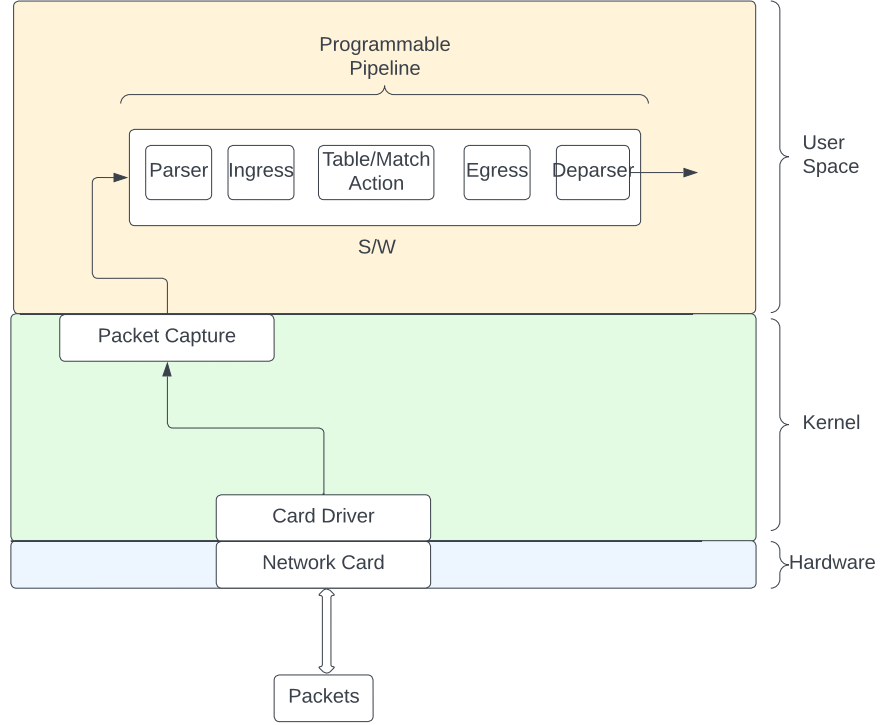 Programmable
Pipeline
Parser
Ingress
Table/Match
Action
Egress
Deparser
S/W
User
Space
Packet Capture
Kernel
Card Driver
Network Card
Hardware
Packets